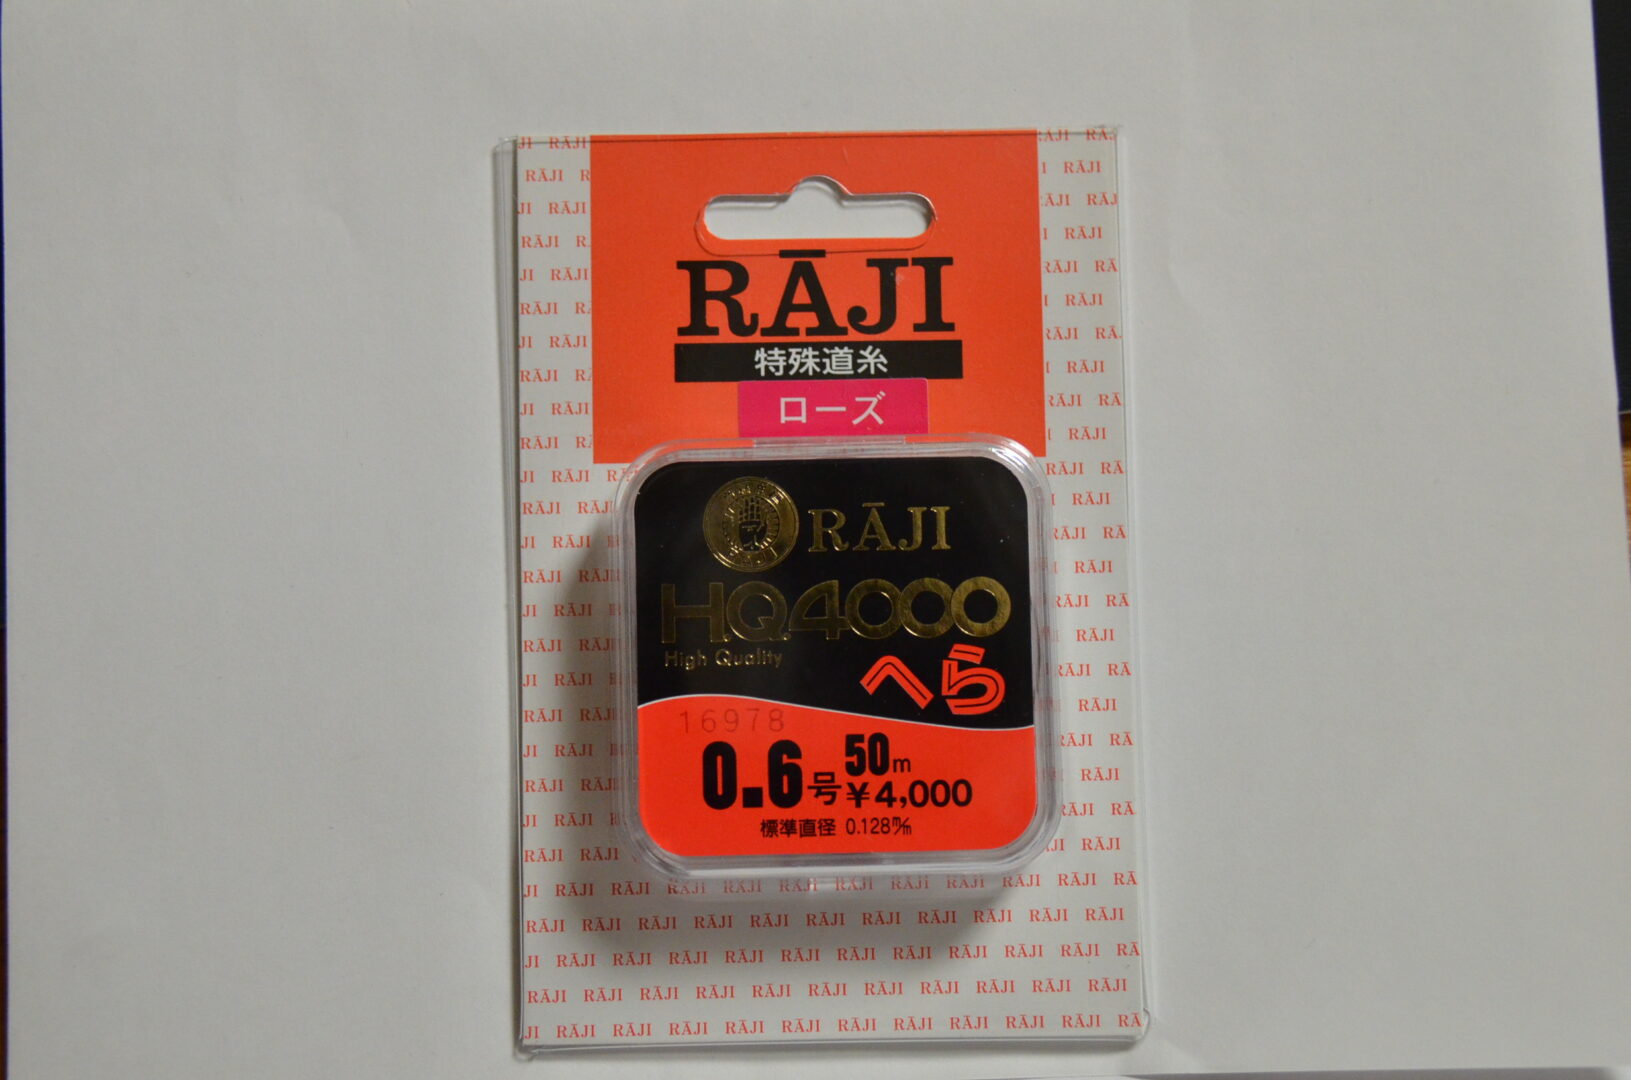 RĀJI
特殊道糸
ローズ
RĀJI
H.Q.4000
High Quality
へら
16978
0.6号 50m
¥4,000
標準直径 0.128m/m